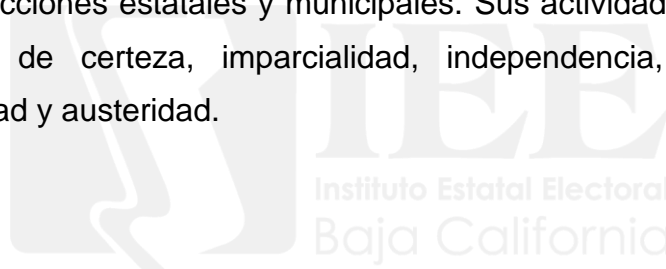 cciones estatales y municipales. Sus actividad
de certeza, imparcialidad, independencia,
ad y austeridad.
IEE
Instituto Estatal Electoral
Baja California